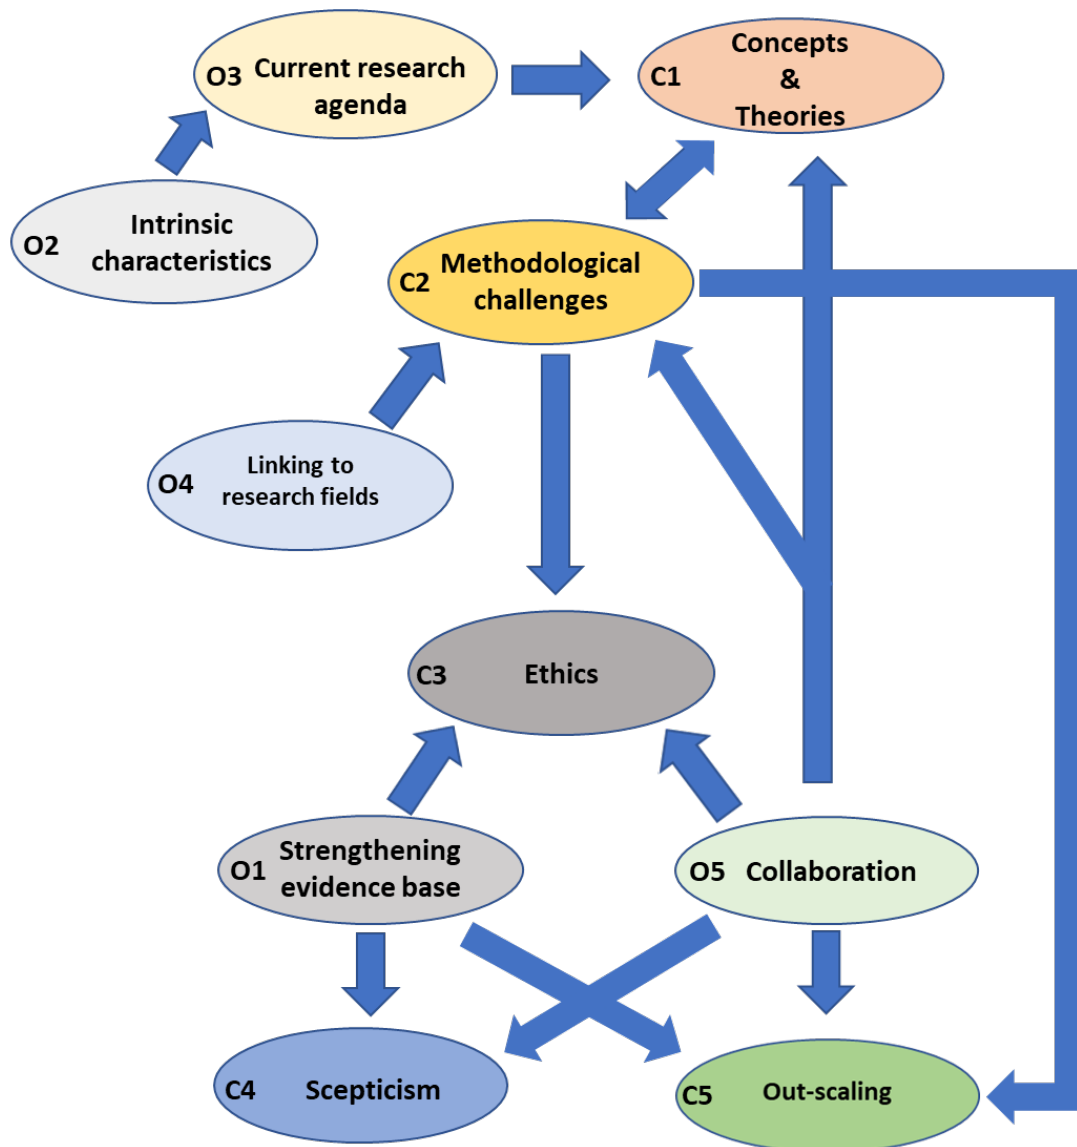 O3
Current research
agenda
C1
Concepts
&
Theories
O2
Intrinsic
characteristics
C2
Methodological
challenges
O4
Linking to
research fields
C3
Ethics
O1
Strengthening
evidence base
O5
Collaboration
C4
Scepticism
C5
Out-scaling